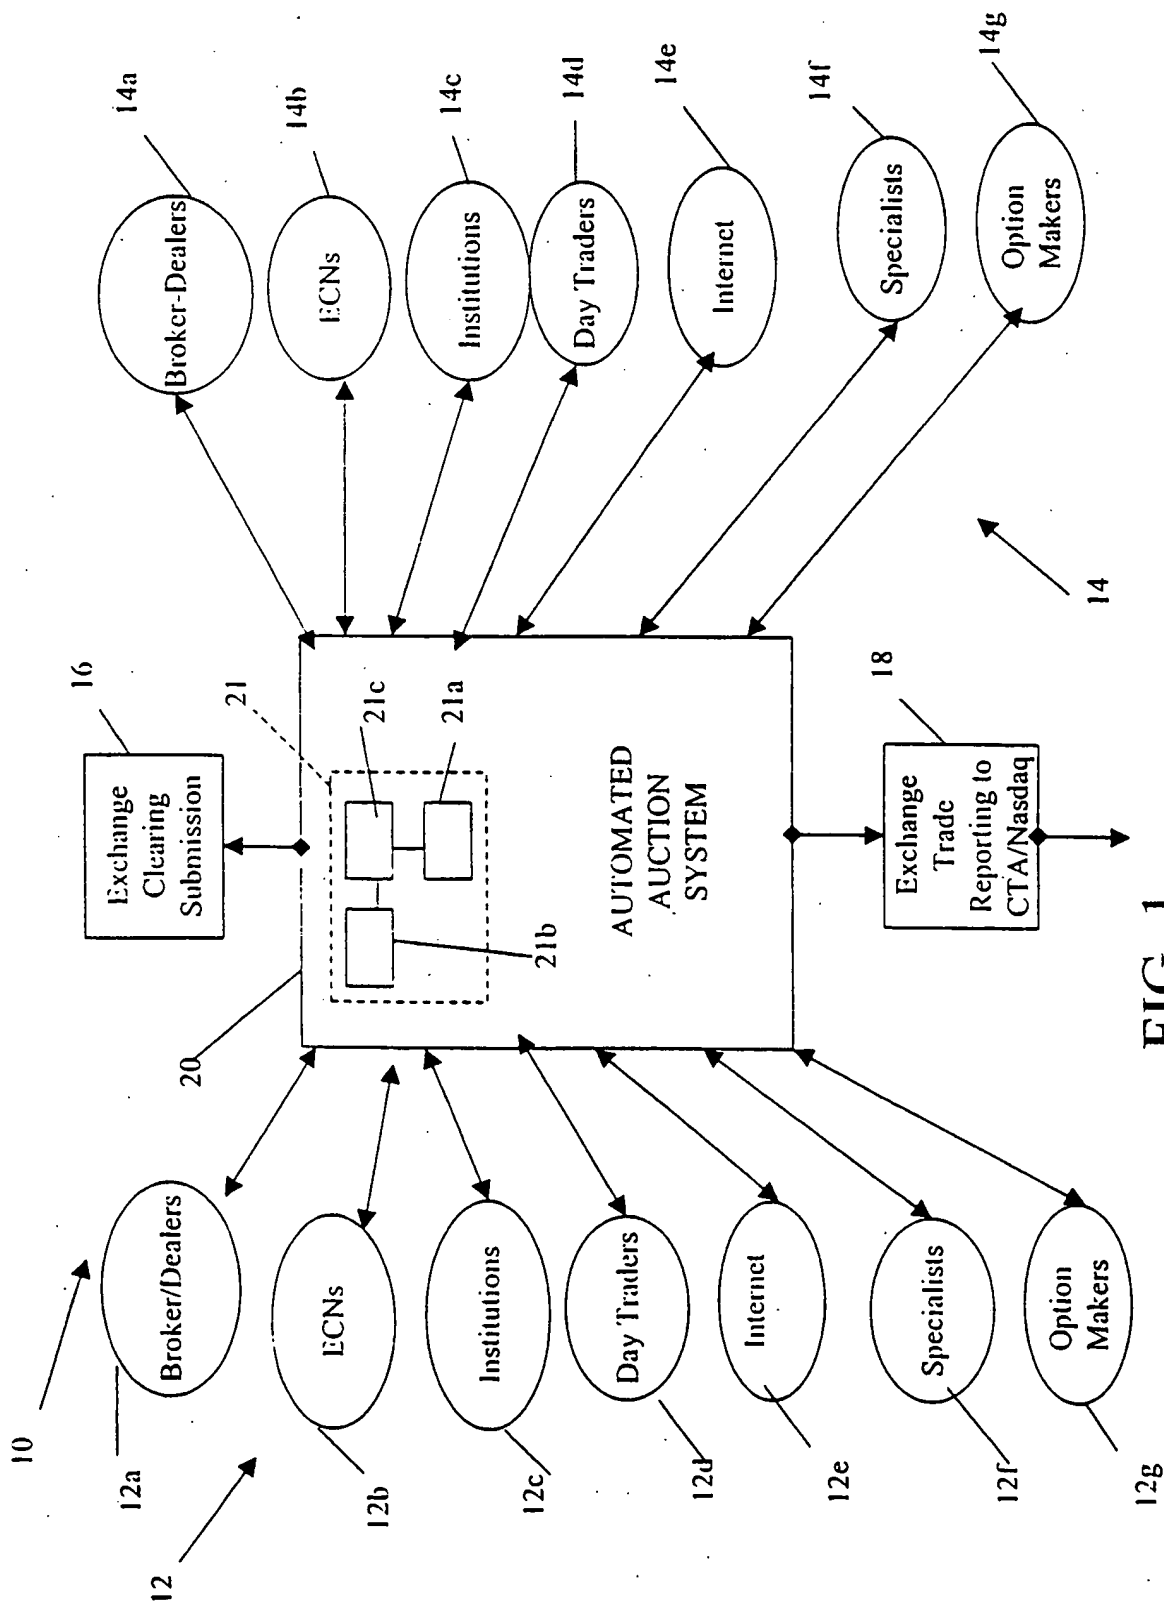 10
12
12a
Broker/Dealers
12b
ECNs
12c
Institutions
12d
Day Traders
12e
Internet
12f
Specialists
12g
Option
Makers
20
16
Exchange
Clearing
Submission
21
21c
21a
21b
AUTOMATED
AUCTION
SYSTEM
18
Exchange
Trade
Reporting to
CTA/Nasdaq
14
14a
Broker-Dealers
14b
ECNs
14c
Institutions
14d
Day Traders
14e
Internet
14f
Specialists
14g
Option
Makers
FIG. 1